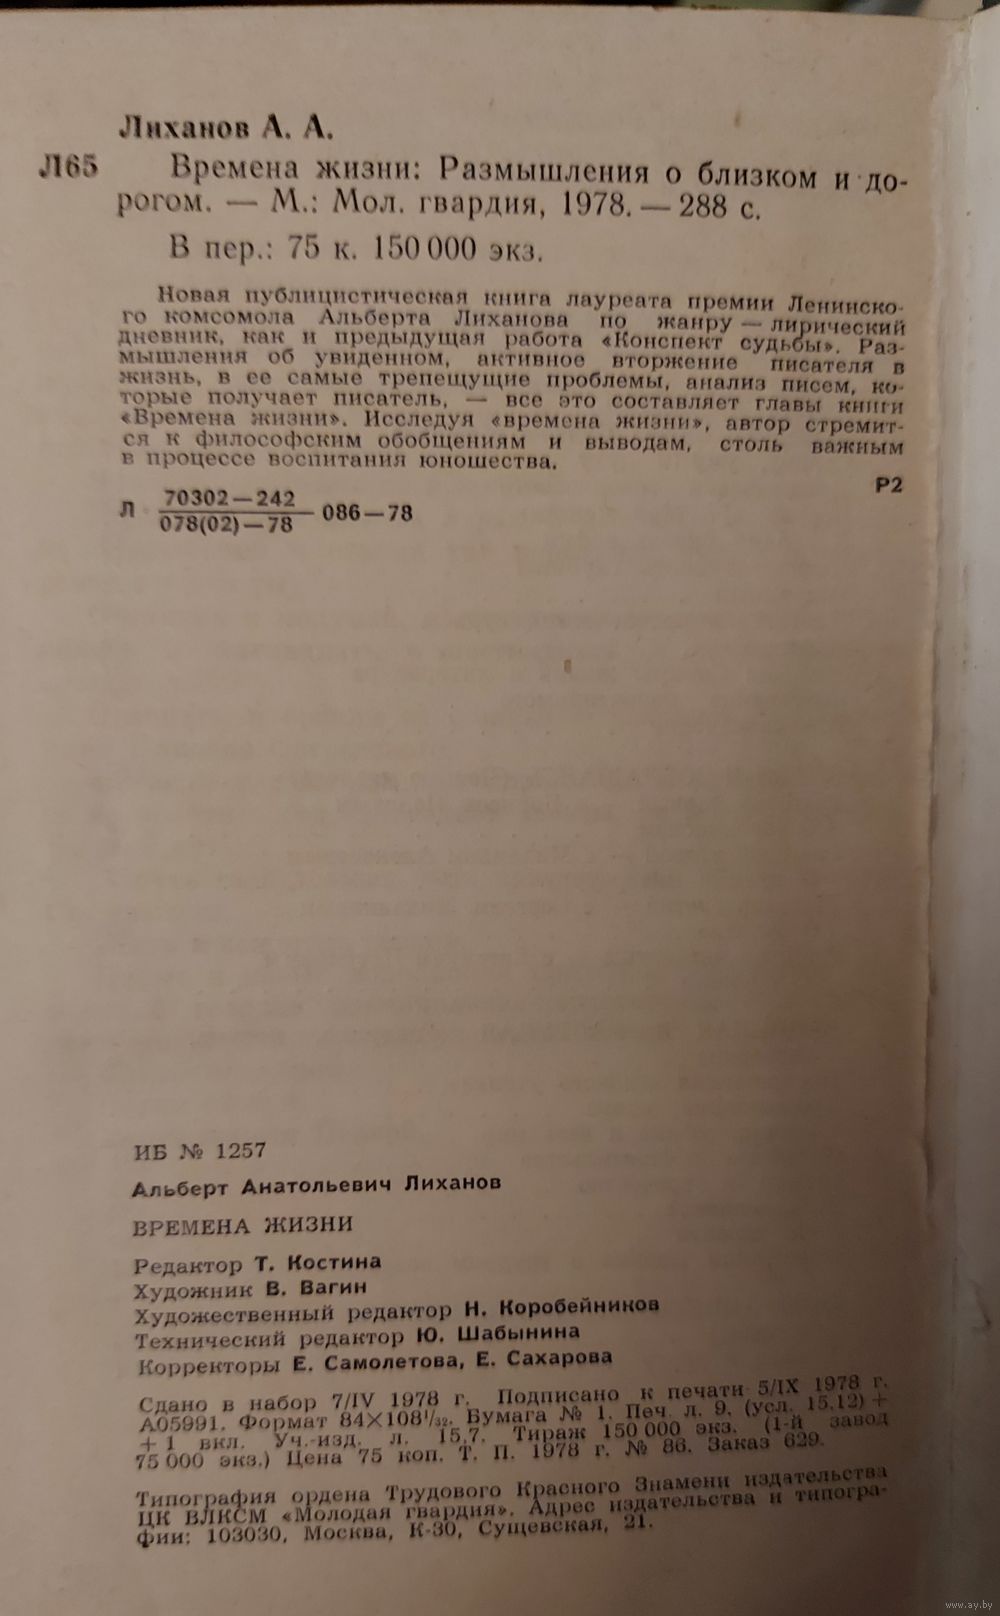 Лиханов А. А.
Л65 Времена жизни: Размышления о близком и до-
рогом. — М.: Мол. гвардия, 1978. — 288 с.
В пер.: 75 к. 150 000 экз.
Новая публицистическая книга лауреата премии Ленинско-
го комсомола Альберта Лиханова по жанру — лирический
дневник, как и предыдущая работа «Конспект судьбы». Раз-
мышления об увиденном, активное вторжение писателя в
жизнь, в ее самые трепещущие проблемы, анализ писем, ко-
торые получает писатель, — все это составляет главы книги
«Времена жизни». Исследуя «времена жизни», автор стремит-
ся к философским обобщениям и выводам, столь важным
в процессе воспитания юношества.
Р2
Л 70302—242
078(02)—78 086—78
ИБ № 1257
Альберт Анатольевич Лиханов
ВРЕМЕНА ЖИЗНИ
Редактор Т. Костина
Художник В. Вагин
Художественный редактор Н. Коробейников
Технический редактор Ю. Шабынина
Корректоры Е. Самолетова, Е. Сахарова
Сдано в набор 7/IV 1978 г. Подписано к печати 5/IX 1978 г.
А05991. Формат 84×108¹/₃₂. Бумага № 1. Печ. л. 9. (усл. 15,12) +
+ 1 вкл. Уч.-изд. л. 15,7. Тираж 150 000 экз. (1-й завод
75 000 экз.) Цена 75 коп. Т. П. 1978 г. № 86. Заказ 629.
Типография ордена Трудового Красного Знамени издательства
ЦК ВЛКСМ «Молодая гвардия». Адрес издательства и типогра-
фии: 103030, Москва, К-30, Сущевская, 21.
www.ay.by